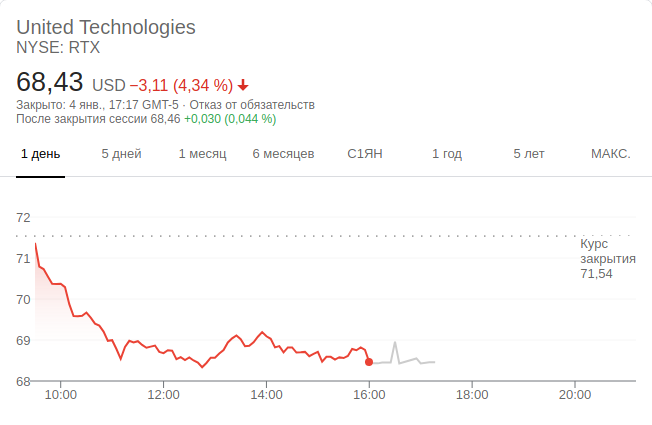 United Technologies
NYSE: RTX
68,43 USD −3,11 (4,34 %)
Закрыто: 4 янв., 17:17 GMT-5 · Отказ от обязательств
После закрытия сессии 68,46 +0,030 (0,044 %)
1 день 5 дней 1 месяц 6 месяцев С1ЯН 1 год 5 лет МАКС.
72
71
70
69
68
Курс
закрытия
71,54
10:00 12:00 14:00 16:00 18:00 20:00